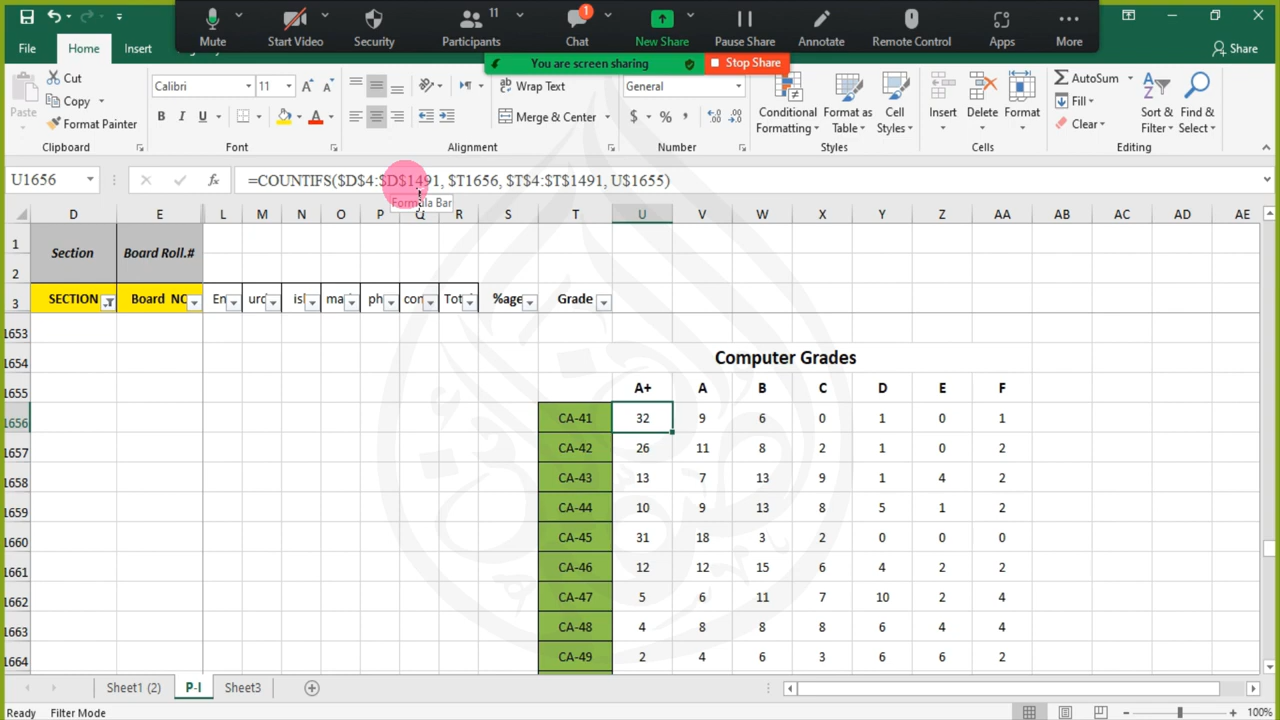 11
1
Mute
Start Video
Security
Participants
Chat
New Share
Pause Share
Annotate
Remote Control
Apps
More
You are screen sharing
Stop Share
File
Home
Insert
Share
Paste
Cut
Copy
Format Painter
Calibri
11
B I U
Wrap Text
Merge & Center
General
$ % ,
Conditional Formatting
Format as Table
Cell Styles
Insert
Delete
Format
AutoSum
Fill
Clear
Sort & Filter
Find & Select
Clipboard
Font
Alignment
Number
Styles
Cells
Editing
U1656
fx
=COUNTIFS($D$4:$D$1491, $T1656, $T$4:$T$1491, U$1655)
Formula Bar
D E L M N O P Q R S T U V W X Y Z AA AB AC AD AE
1 Section Board Roll.#
2
3 SECTION Board NC En urc isl ma ph con Tot %age Grade
1653
1654 Computer Grades
1655 A+ A B C D E F
1656 CA-41 32 9 6 0 1 0 1
1657 CA-42 26 11 8 2 1 0 2
1658 CA-43 13 7 13 9 1 4 2
1659 CA-44 10 9 13 8 5 1 2
1660 CA-45 31 18 3 2 0 0 0
1661 CA-46 12 12 15 6 4 2 2
1662 CA-47 5 6 11 7 10 2 4
1663 CA-48 4 8 8 8 6 4 4
1664 CA-49 2 4 6 3 6 6 2
Sheet1 (2)
P-I
Sheet3
Ready
Filter Mode
100%